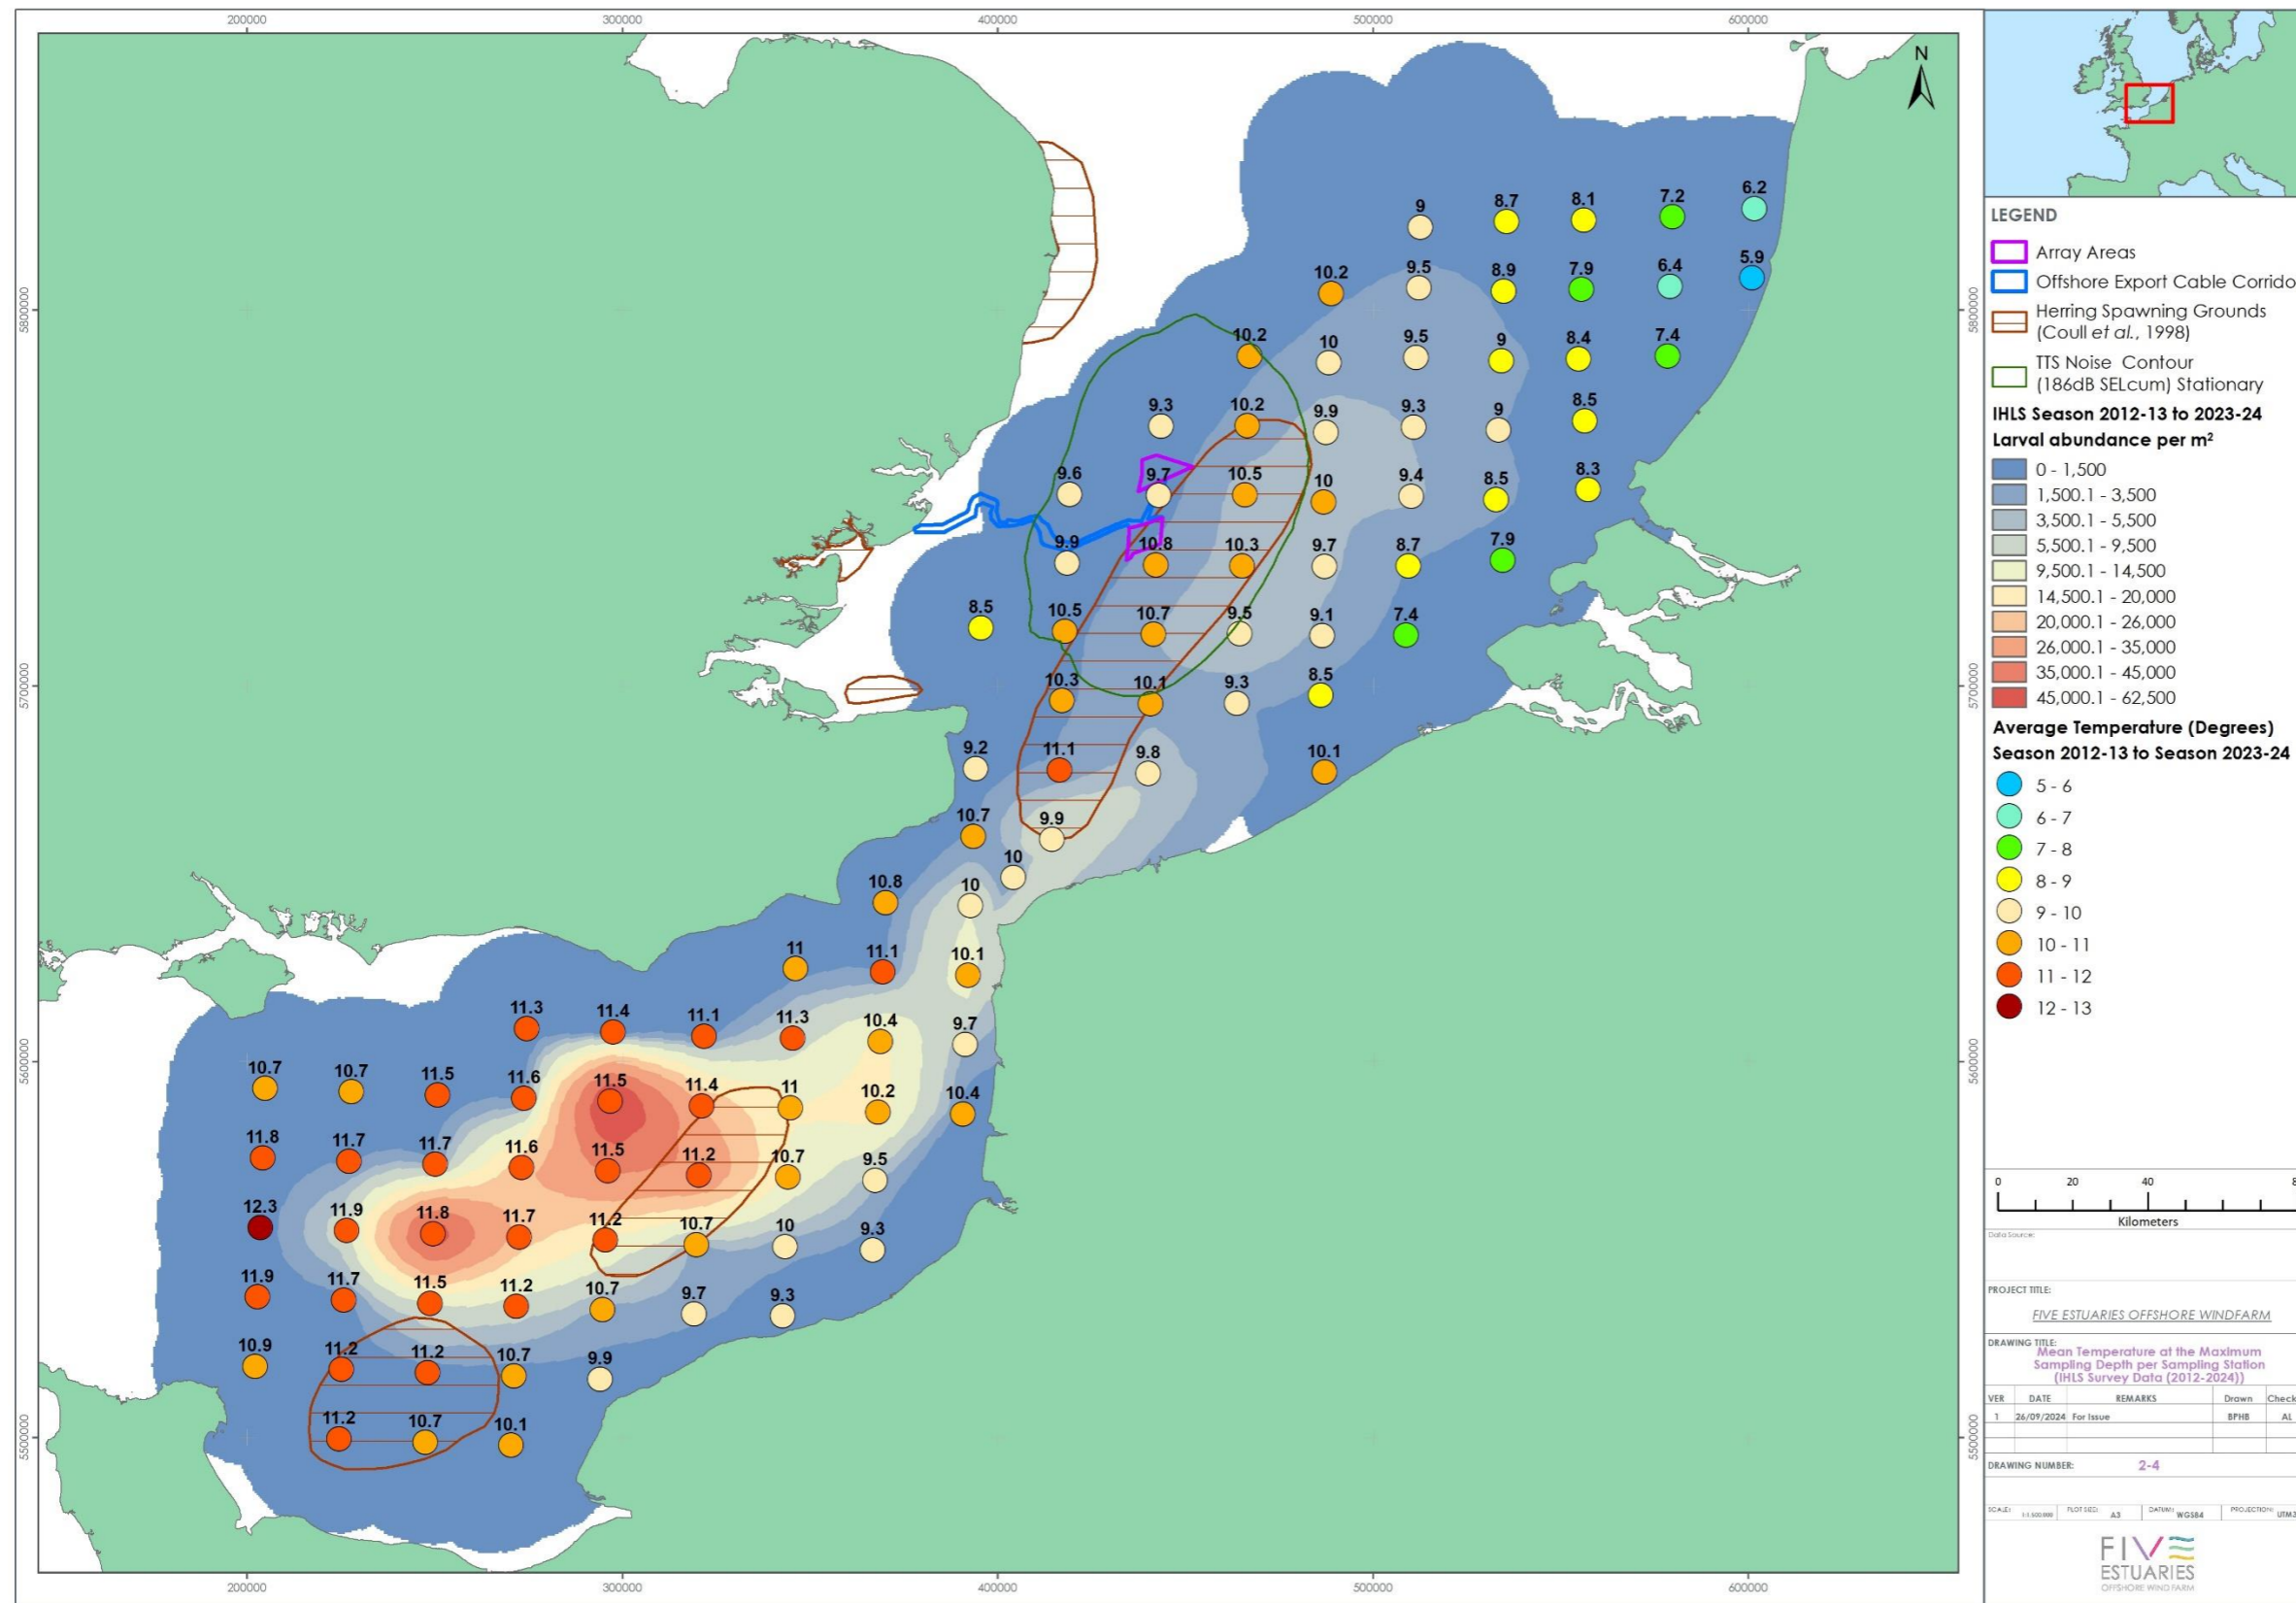 200000
300000
400000
500000
600000
N
5800000
5800000
5700000
5700000
5600000
5600000
5500000
5500000
9
8.7
8.1
7.2
6.2
10.2
9.5
8.9
7.9
6.4
5.9
10.2
10
9.5
9
8.4
7.4
9.3
10.2
9.9
9.3
9
8.5
9.6
9.7
10.5
10
9.4
8.5
8.3
9.9
10.8
10.3
9.7
8.7
7.9
8.5
10.5
10.7
9.5
9.1
7.4
10.3
10.1
9.3
8.5
9.2
11.1
9.8
10.1
10.7
9.9
10
10.8
10
11
11.1
10.1
11.3
11.4
11.1
11.3
10.4
9.7
10.7
10.7
11.5
11.6
11.5
11.4
11
10.2
10.4
11.8
11.7
11.7
11.6
11.5
11.2
10.7
9.5
12.3
11.9
11.8
11.7
11.2
10.7
10
9.3
11.9
11.7
11.5
11.2
10.7
9.7
9.3
10.9
11.2
11.2
10.7
9.9
11.2
10.7
10.1
200000
300000
400000
500000
600000
LEGEND
Array Areas
Offshore Export Cable Corrido
Herring Spawning Grounds
(Coull et al., 1998)
TTS Noise Contour
(186dB SELcum) Stationary
IHLS Season 2012-13 to 2023-24
Larval abundance per m²
0 - 1,500
1,500.1 - 3,500
3,500.1 - 5,500
5,500.1 - 9,500
9,500.1 - 14,500
14,500.1 - 20,000
20,000.1 - 26,000
26,000.1 - 35,000
35,000.1 - 45,000
45,000.1 - 62,500
Average Temperature (Degrees)
Season 2012-13 to Season 2023-24
5 - 6
6 - 7
7 - 8
8 - 9
9 - 10
10 - 11
11 - 12
12 - 13
0 20 40 8
Kilometers
Data Source:
PROJECT TITLE:
FIVE ESTUARIES OFFSHORE WINDFARM
DRAWING TITLE:
Mean Temperature at the Maximum
Sampling Depth per Sampling Station
(IHLS Survey Data (2012-2024))
VER DATE REMARKS Drawn Check
1 26/09/2024 For Issue BPHB AL
DRAWING NUMBER: 2-4
SCALE: 1:1,500,000 PLOT SIZE: A3 DATUM: WGS84 PROJECTION: UTM3
FIVE
ESTUARIES
OFFSHORE WIND FARM